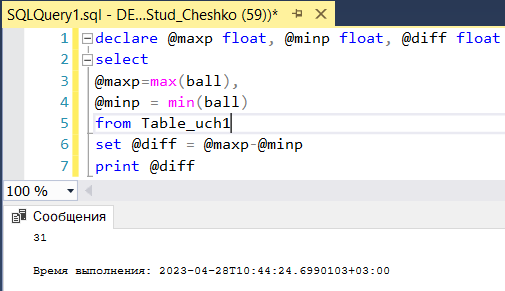 SQLQuery1.sql - DE...Stud_Cheshko (59))*
1 declare @maxp float, @minp float, @diff float
2 select
3 @maxp=max(ball),
4 @minp = min(ball)
5 from Table_uch1
6 set @diff = @maxp-@minp
7 print @diff
100 %
Сообщения
31
Время выполнения: 2023-04-28T10:44:24.6990103+03:00